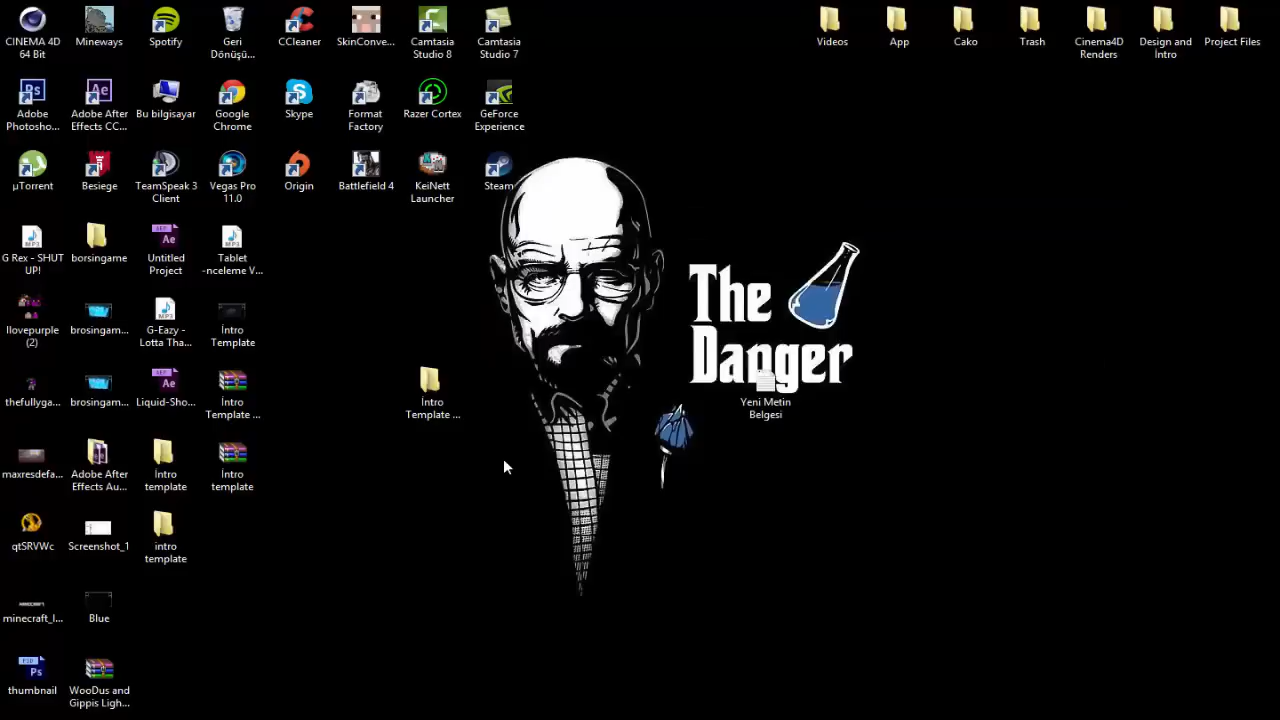 CINEMA 4D
64 Bit
Mineways
Spotify
Geri
Dönüşü...
CCleaner
SkinConve...
Camtasia
Studio 8
Camtasia
Studio 7
Videos
App
Cako
Trash
Cinema4D
Renders
Design and
İntro
Project Files
Adobe
Photosho...
Adobe After
Effects CC...
Bu bilgisayar
Google
Chrome
Skype
Format
Factory
Razer Cortex
GeForce
Experience
µTorrent
Besiege
TeamSpeak 3
Client
Vegas Pro
11.0
Origin
Battlefield 4
KeiNett
Launcher
Steam
G Rex - SHUT
UP!
borsingame
Untitled
Project
Tablet
-nceleme V...
The
Danger
Ilovepurple
(2)
brosingam...
G-Eazy -
Lotta Tha...
İntro
Template
thefullyga...
brosingam...
Liquid-Sho...
İntro
Template ...
İntro
Template ...
Yeni Metin
Belgesi
maxresdefa...
Adobe After
Effects Au...
İntro
template
İntro
template
qtSRVWc
Screenshot_1
intro
template
minecraft_l...
Blue
thumbnail
WooDus and
Gippis Ligh...